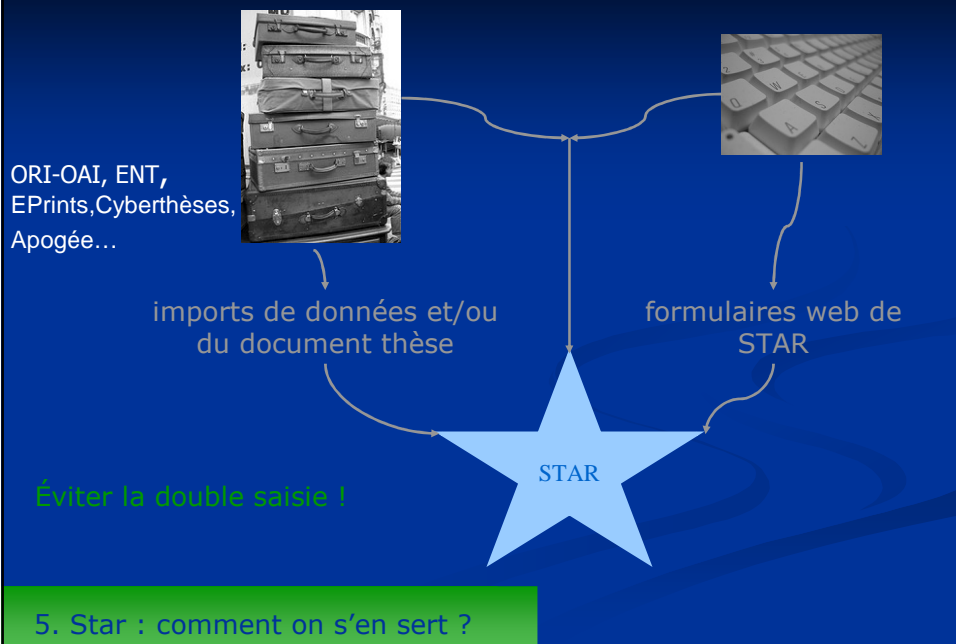 ORI-OAI, ENT,
EPrints,Cyberthèses,
Apogée…
imports de données et/ou
du document thèse
formulaires web de
STAR
STAR
Éviter la double saisie !
5. Star : comment on s’en sert ?